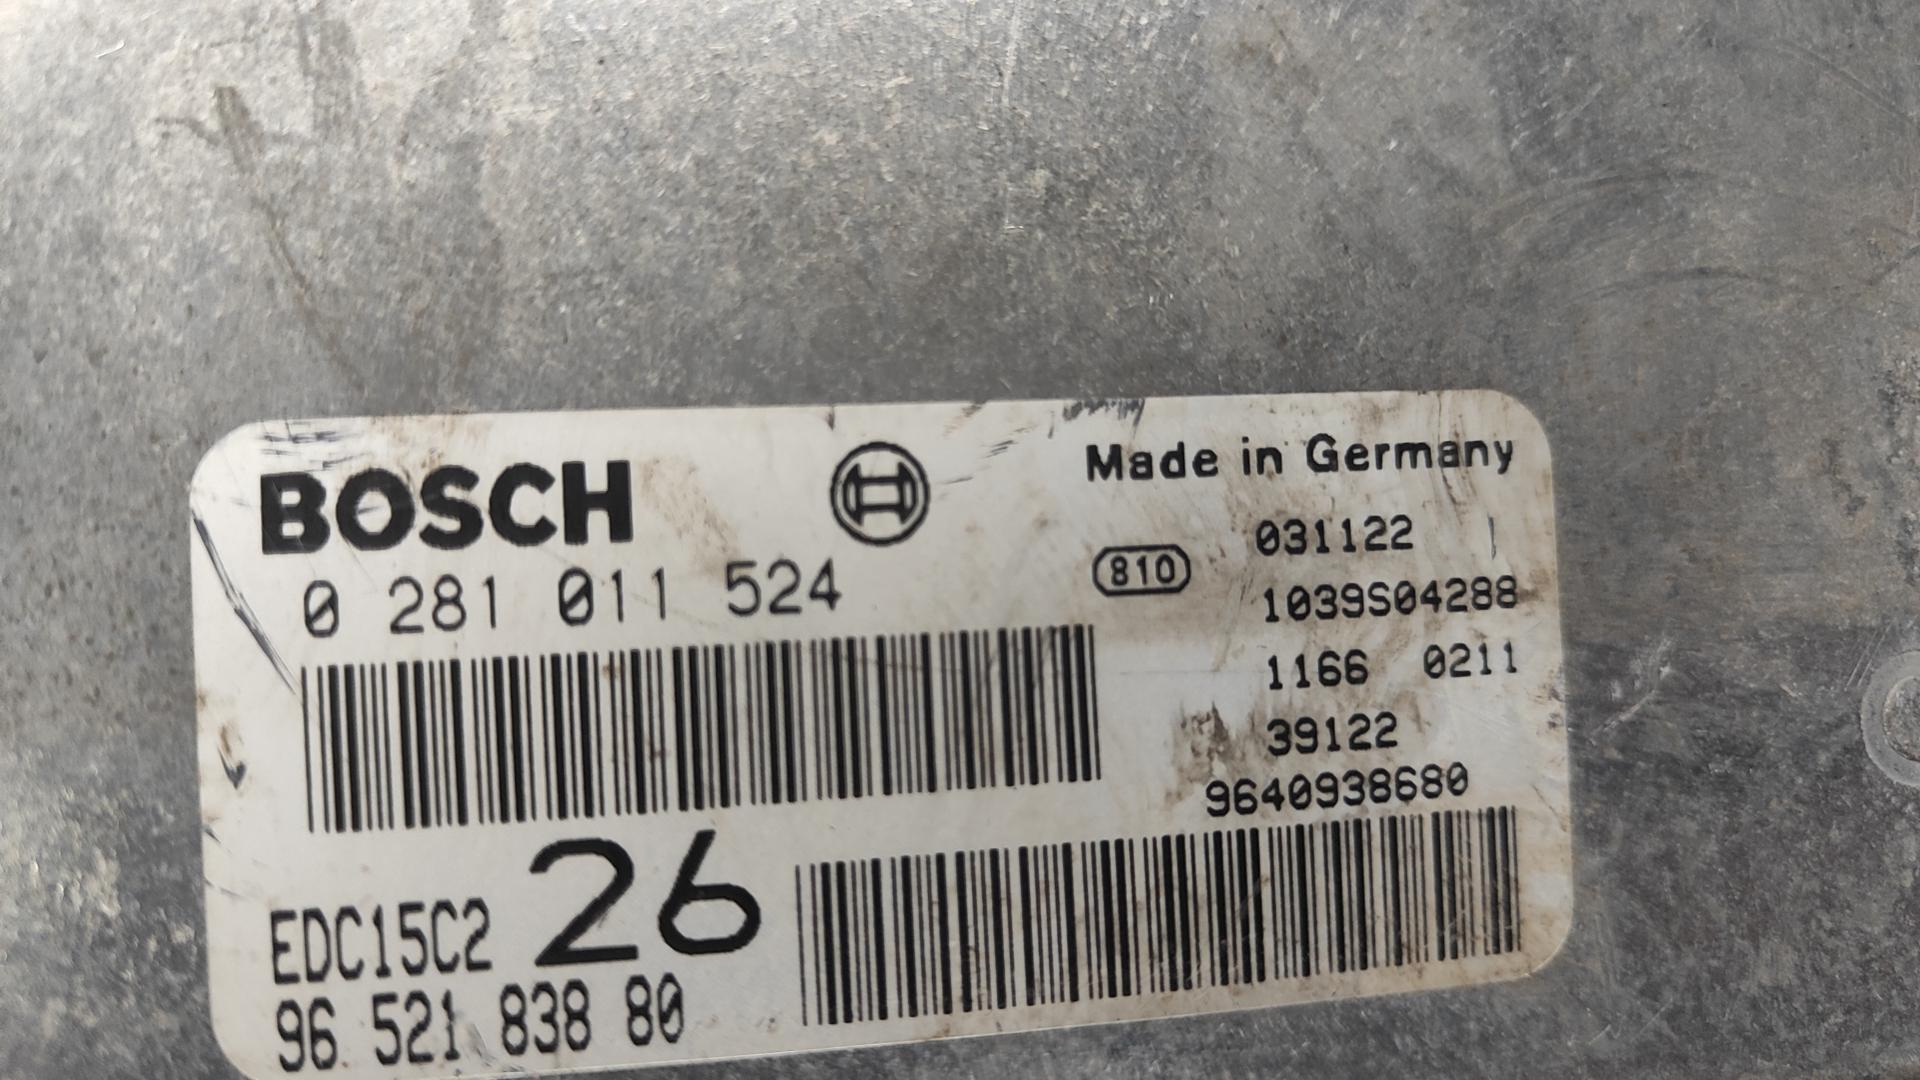 BOSCH
Made in Germany
0 281 011 524
810
031122
1039S04288
1166 0211
39122
9640938680
EDC15C2
26
96 521 838 80